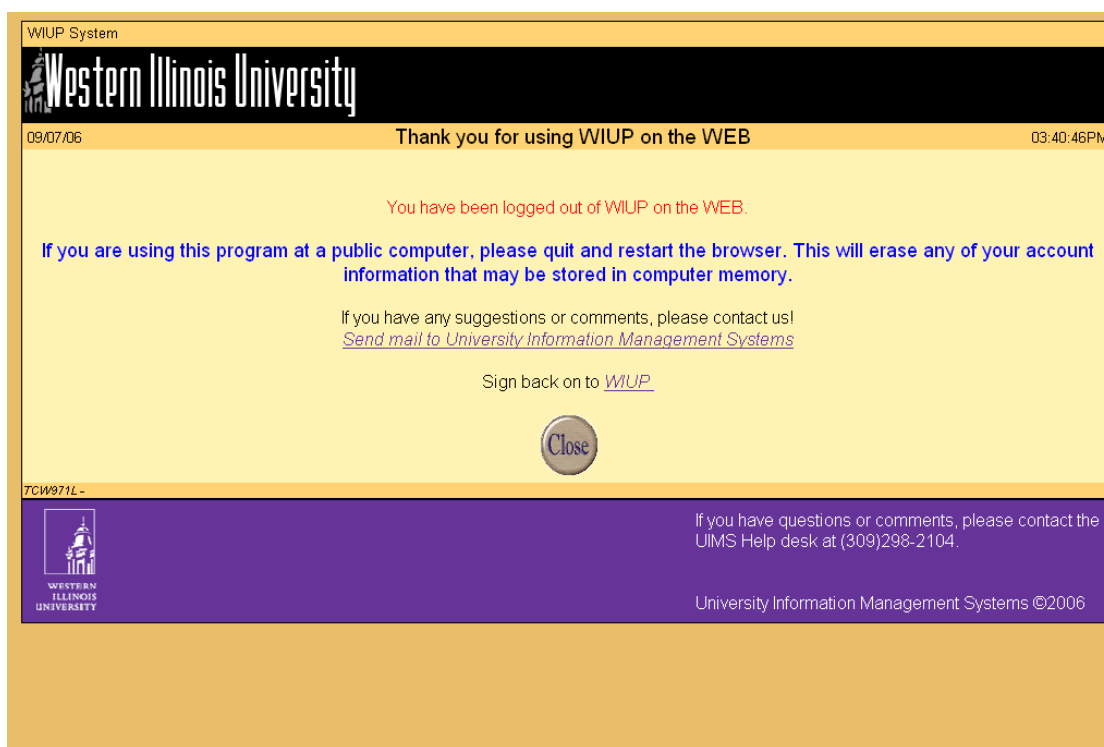 WIUP System
Western Illinois University
09/07/06 Thank you for using WIUP on the WEB 03:40:46PM
You have been logged out of WIUP on the WEB.
If you are using this program at a public computer, please quit and restart the browser. This will erase any of your account
information that may be stored in computer memory.
If you have any suggestions or comments, please contact us!
Send mail to University Information Management Systems
Sign back on to WIUP
Close
TCW971L -
If you have questions or comments, please contact the
UIMS Help desk at (309)298-2104.
WESTERN
ILLINOIS
UNIVERSITY
University Information Management Systems ©2006